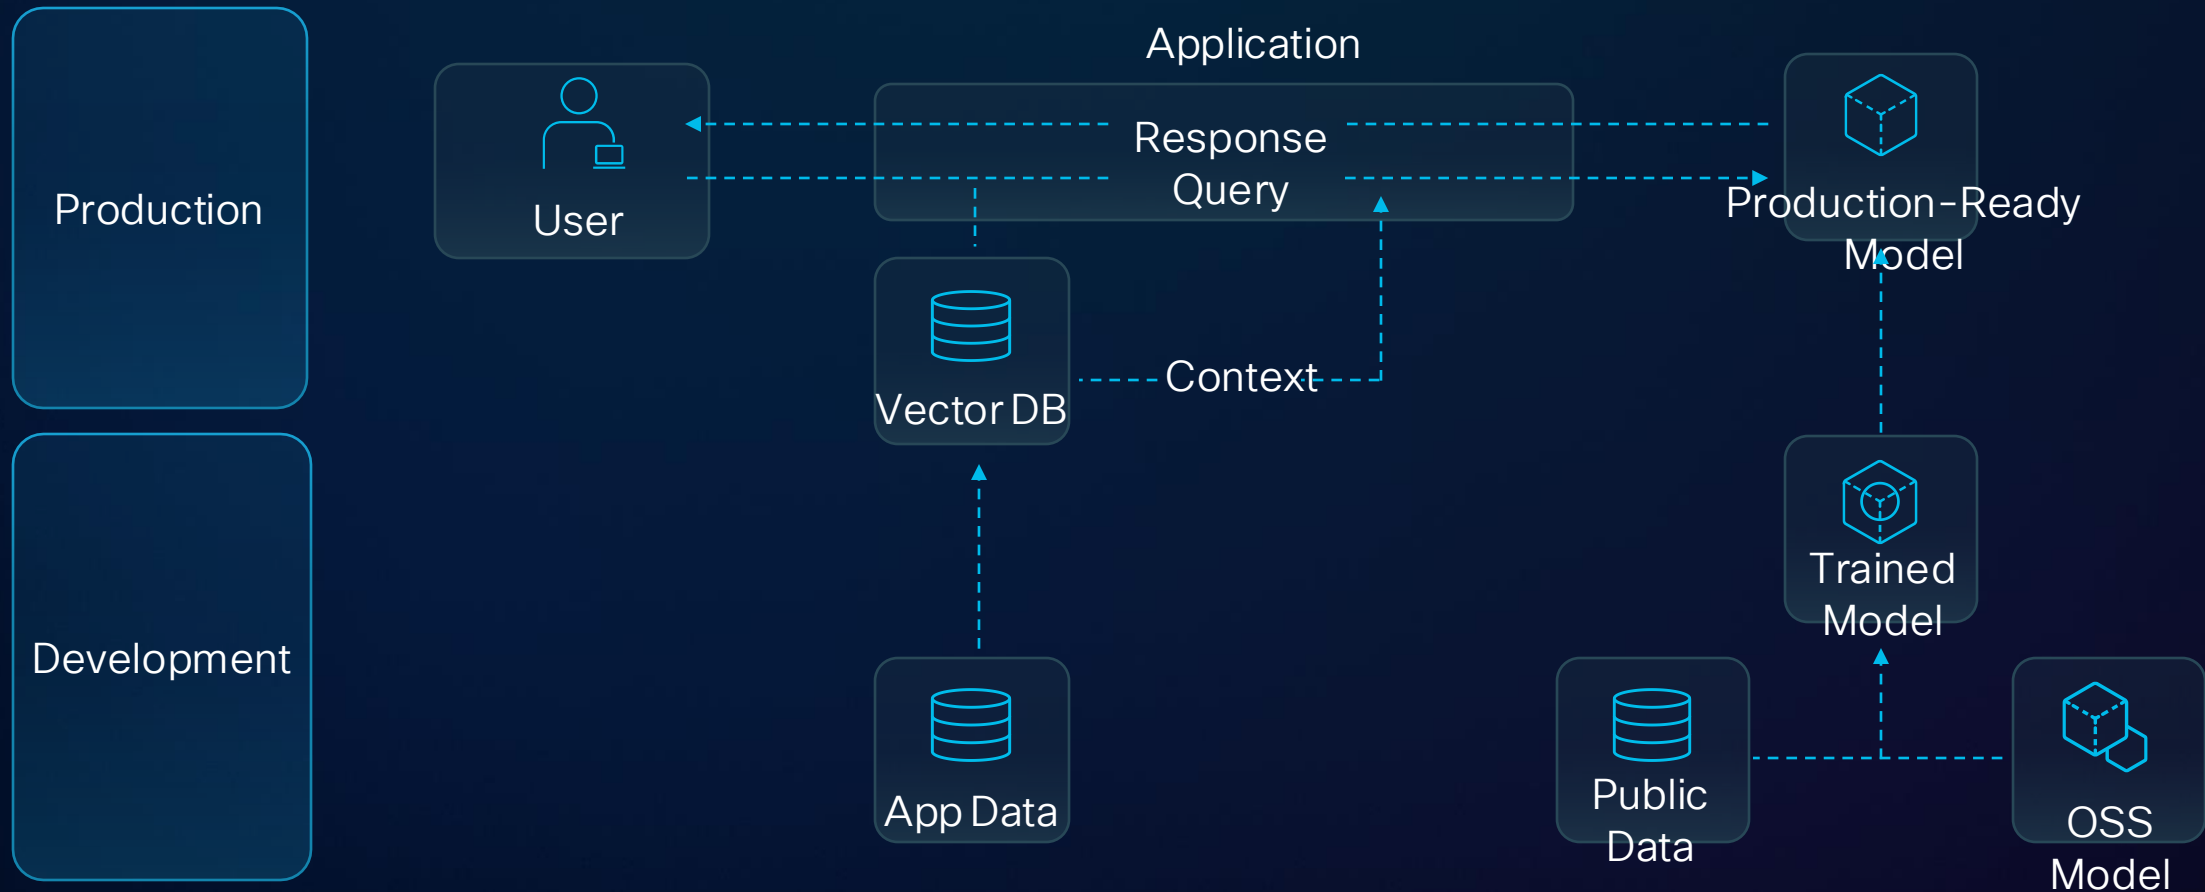 Application
Response
Query
Production
User
Production-Ready
Model
Context
Vector DB
Trained
Model
Development
App Data
Public
Data
OSS
Model